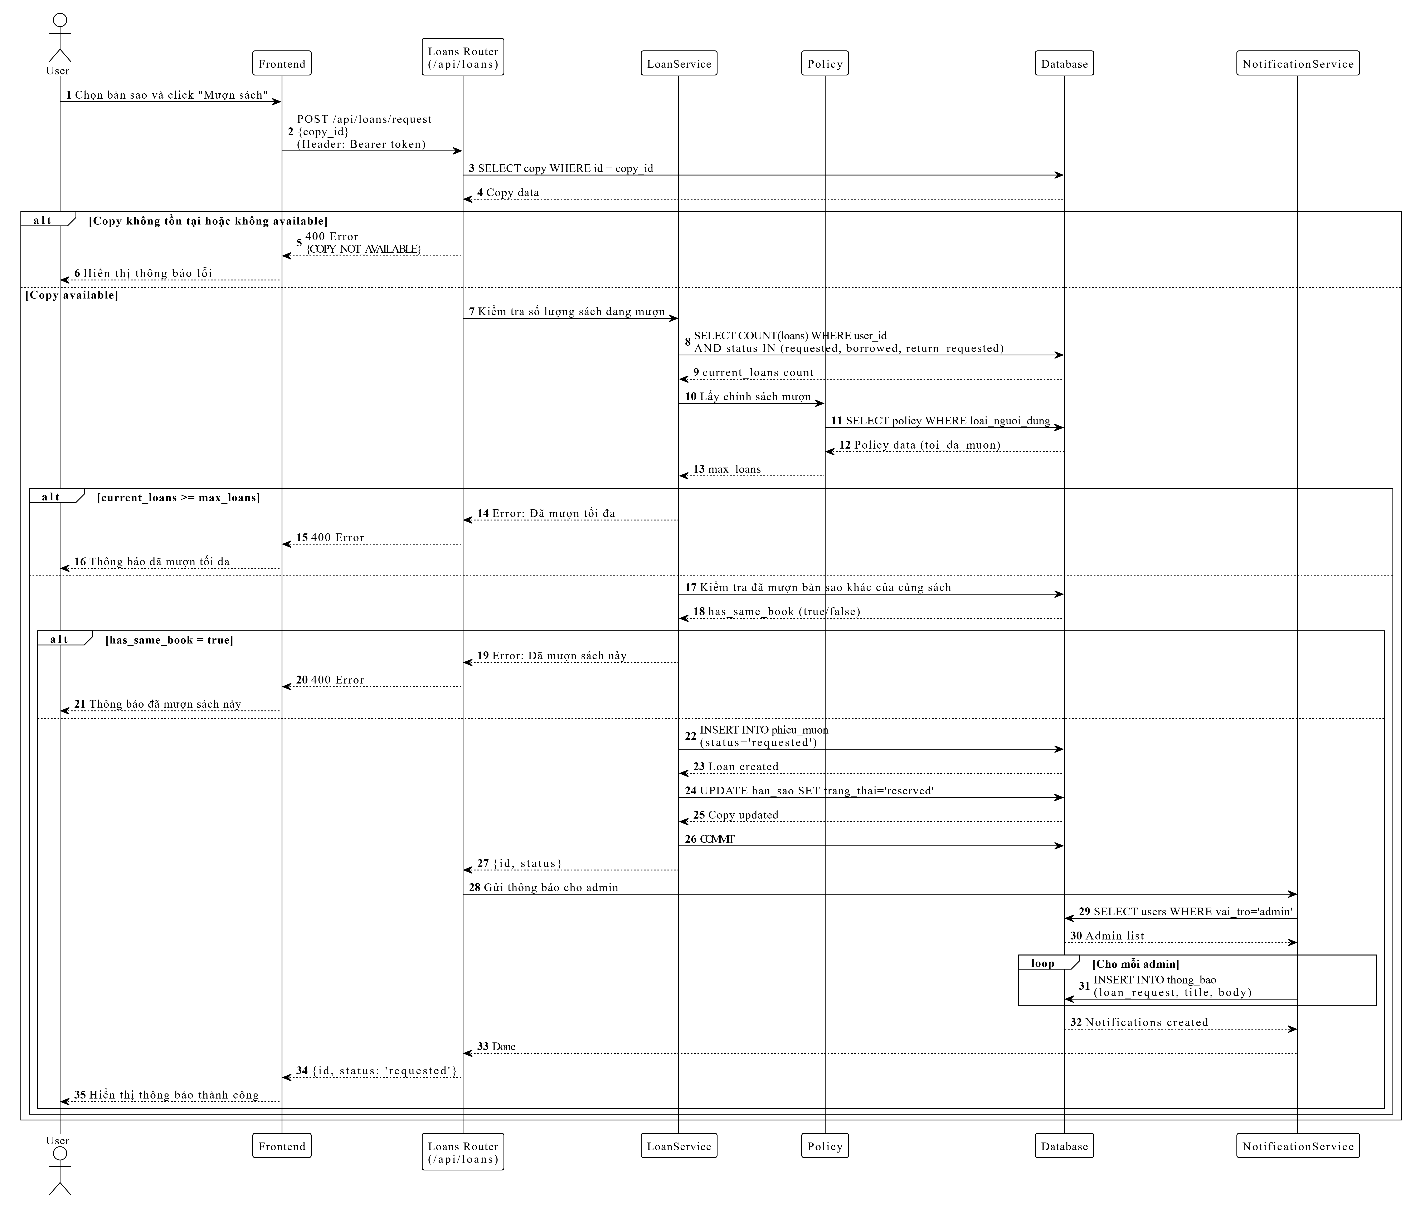 User
Frontend
Loans Router
(/api/loans)
LoanService
Policy
Database
NotificationService
1 Chọn bản sao và click "Mượn sách"
POST /api/loans/request
2 {copy_id}
(Header: Bearer token)
3 SELECT copy WHERE id = copy_id
4 Copy data
alt [Copy không tồn tại hoặc không available]
400 Error
5 {COPY_NOT_AVAILABLE}
6 Hiển thị thông báo lỗi
[Copy available]
7 Kiểm tra số lượng sách đang mượn
SELECT COUNT(loans) WHERE user_id
8 AND status IN (requested, borrowed, return_requested)
9 current_loans count
10 Lấy chính sách mượn
11 SELECT policy WHERE loai_nguoi_dung
12 Policy data (toi_da_muon)
13 max_loans
alt [current_loans >= max_loans]
14 Error: Đã mượn tối đa
15 400 Error
16 Thông báo đã mượn tối đa
17 Kiểm tra đã mượn bản sao khác của cùng sách
18 has_same_book (true/false)
alt [has_same_book = true]
19 Error: Đã mượn sách này
20 400 Error
21 Thông báo đã mượn sách này
INSERT INTO phieu_muon
22 (status='requested')
23 Loan created
24 UPDATE ban_sao SET trang_thai='reserved'
25 Copy updated
26 COMMIT
27 {id, status}
28 Gửi thông báo cho admin
29 SELECT users WHERE vai_tro='admin'
30 Admin list
loop [Cho mỗi admin]
INSERT INTO thong_bao
31 (loan_request, title, body)
32 Notifications created
33 Done
34 {id, status: 'requested'}
35 Hiển thị thông báo thành công
User
Frontend
Loans Router
(/api/loans)
LoanService
Policy
Database
NotificationService